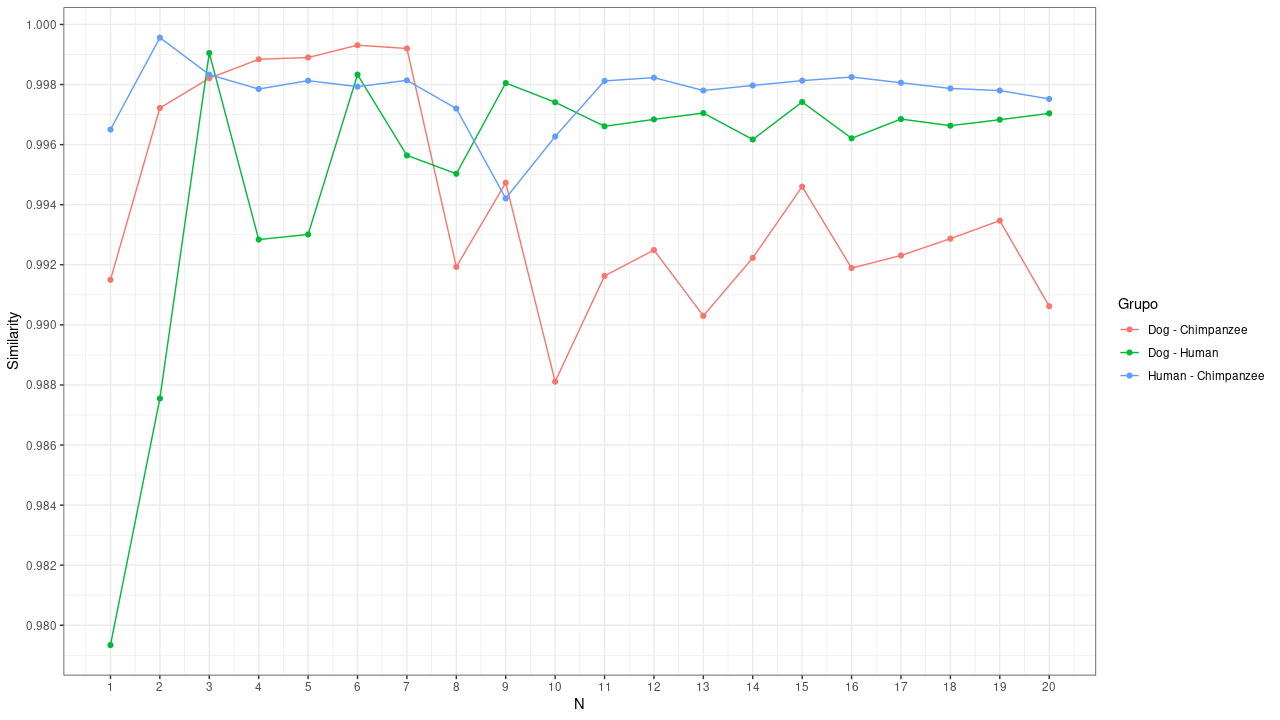 1.000
0.998
0.996
0.994
0.992
0.990
0.988
0.986
0.984
0.982
0.980
Similarity
1 2 3 4 5 6 7 8 9 10 11 12 13 14 15 16 17 18 19 20
N
Grupo
Dog - Chimpanzee
Dog - Human
Human - Chimpanzee